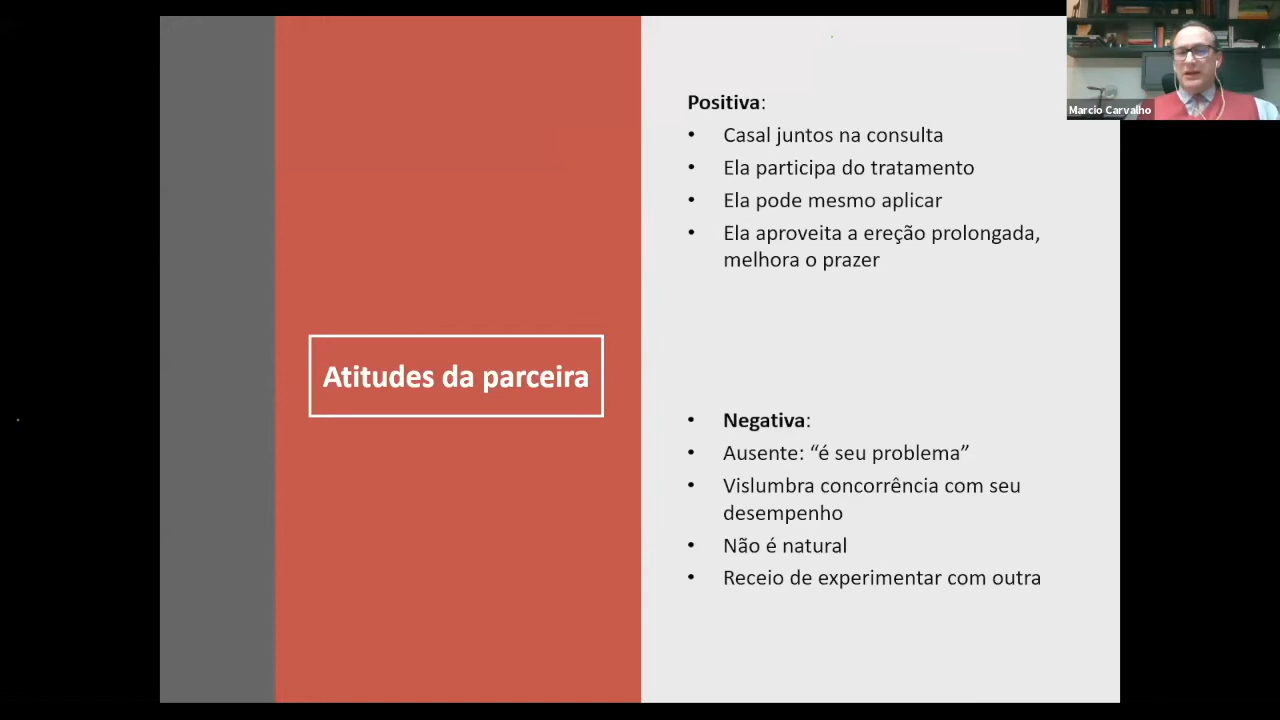 Atitudes da parceira
Positiva:
• Casal juntos na consulta
• Ela participa do tratamento
• Ela pode mesmo aplicar
• Ela aproveita a ereção prolongada,
melhora o prazer
• Negativa:
• Ausente: “é seu problema”
• Vislumbra concorrência com seu
desempenho
• Não é natural
• Receio de experimentar com outra
Marcio Carvalho